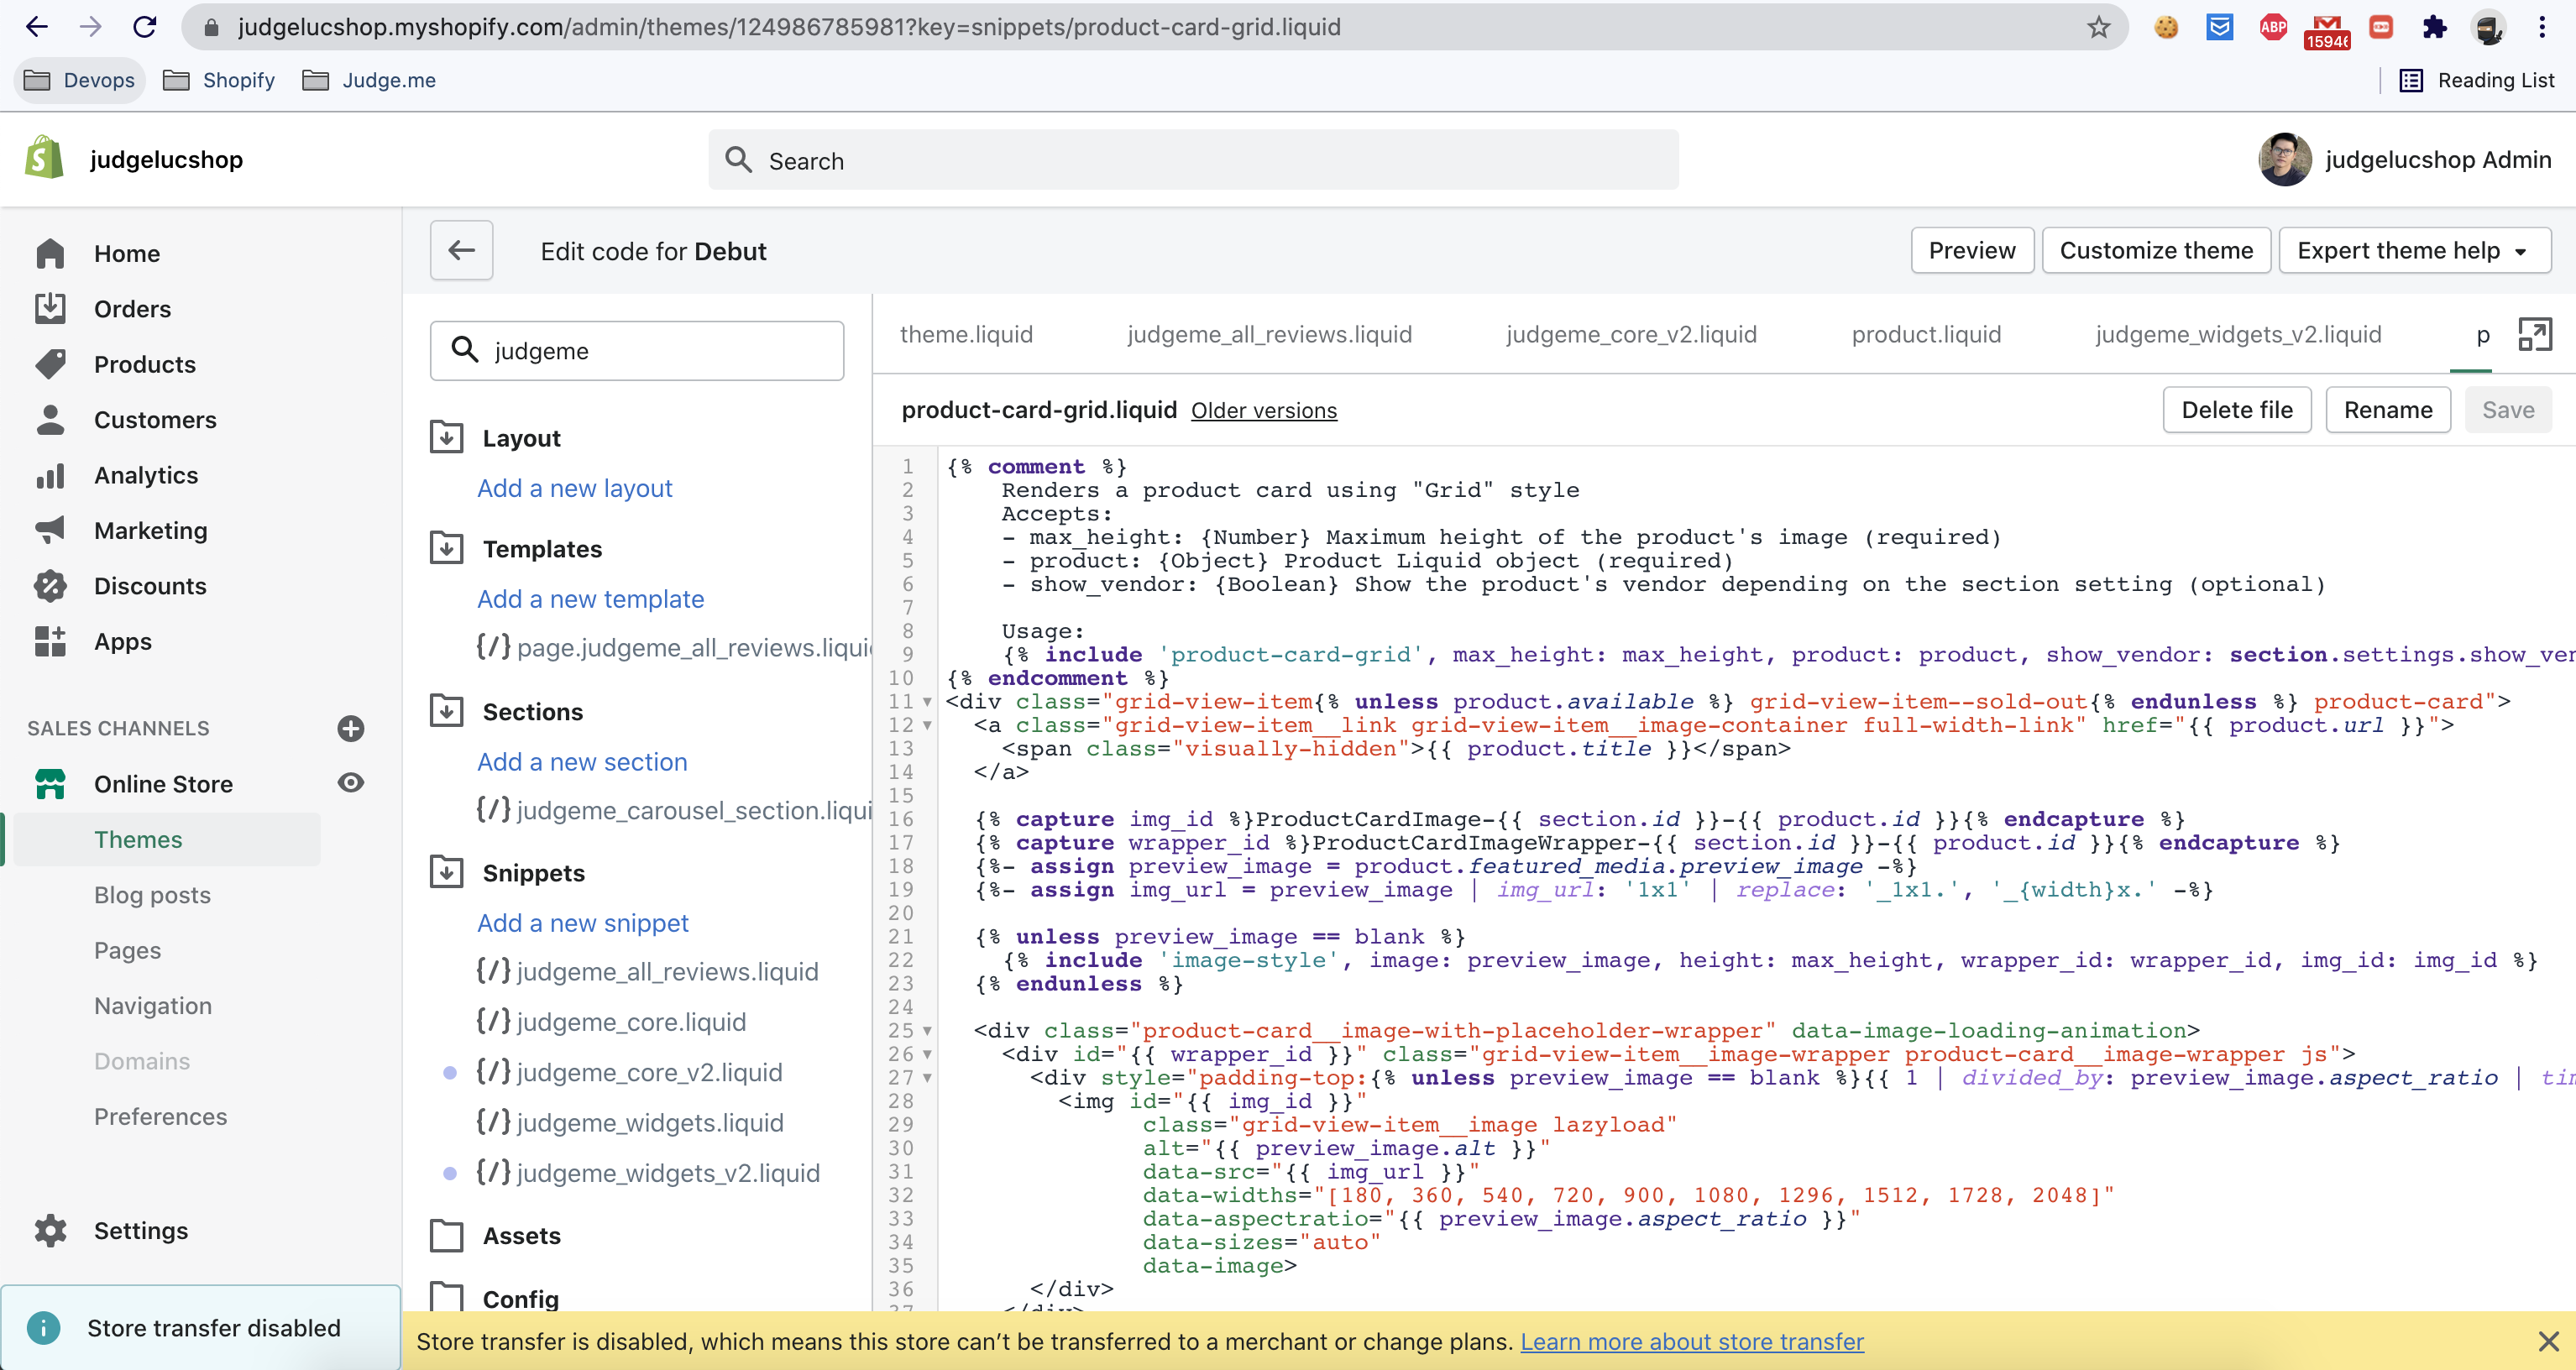 judgelucshop.myshopify.com/admin/themes/124986785981?key=snippets/product-card-grid.liquid
ABP
Devops
Shopify
Judge.me
Reading List
judgelucshop
Search
judgelucshop Admin
Home
Orders
Products
Customers
Analytics
Marketing
Discounts
Apps
SALES CHANNELS
Online Store
Themes
Blog posts
Pages
Navigation
Domains
Preferences
Settings
Store transfer disabled
Edit code for Debut
Preview
Customize theme
Expert theme help
judgeme
Layout
Add a new layout
Templates
Add a new template
{/} page.judgeme_all_reviews.liqui
Sections
Add a new section
{/} judgeme_carousel_section.liqui
Snippets
Add a new snippet
{/} judgeme_all_reviews.liquid
{/} judgeme_core.liquid
{/} judgeme_core_v2.liquid
{/} judgeme_widgets.liquid
{/} judgeme_widgets_v2.liquid
Assets
Config
theme.liquid
judgeme_all_reviews.liquid
judgeme_core_v2.liquid
product.liquid
judgeme_widgets_v2.liquid
p
product-card-grid.liquid Older versions
Delete file
Rename
Save
1 {% comment %}
2 Renders a product card using "Grid" style
3 Accepts:
4 - max_height: {Number} Maximum height of the product's image (required)
5 - product: {Object} Product Liquid object (required)
6 - show_vendor: {Boolean} Show the product's vendor depending on the section setting (optional)
7
8 Usage:
9 {% include 'product-card-grid', max_height: max_height, product: product, show_vendor: section.settings.show_ver
10 {% endcomment %}
11 <div class="grid-view-item{% unless product.available %} grid-view-item--sold-out{% endunless %} product-card">
12 <a class="grid-view-item__link grid-view-item__image-container full-width-link" href="{{ product.url }}">
13 <span class="visually-hidden">{{ product.title }}</span>
14 </a>
15
16 {% capture img_id %}ProductCardImage-{{ section.id }}-{{ product.id }}{% endcapture %}
17 {% capture wrapper_id %}ProductCardImageWrapper-{{ section.id }}-{{ product.id }}{% endcapture %}
18 {%- assign preview_image = product.featured_media.preview_image -%}
19 {%- assign img_url = preview_image | img_url: '1x1' | replace: '_1x1.', '_{width}x.' -%}
20
21 {% unless preview_image == blank %}
22 {% include 'image-style', image: preview_image, height: max_height, wrapper_id: wrapper_id, img_id: img_id %}
23 {% endunless %}
24
25 <div class="product-card__image-with-placeholder-wrapper" data-image-loading-animation>
26 <div id="{{ wrapper_id }}" class="grid-view-item__image-wrapper product-card__image-wrapper js">
27 <div style="padding-top:{% unless preview_image == blank %}{{ 1 | divided_by: preview_image.aspect_ratio | tim
28 <img id="{{ img_id }}"
29 class="grid-view-item__image lazyload"
30 alt="{{ preview_image.alt }}"
31 data-src="{{ img_url }}"
32 data-widths="[180, 360, 540, 720, 900, 1080, 1296, 1512, 1728, 2048]"
33 data-aspectratio="{{ preview_image.aspect_ratio }}"
34 data-sizes="auto"
35 data-image>
36 </div>
37 </div>
Store transfer is disabled, which means this store can't be transferred to a merchant or change plans. Learn more about store transfer